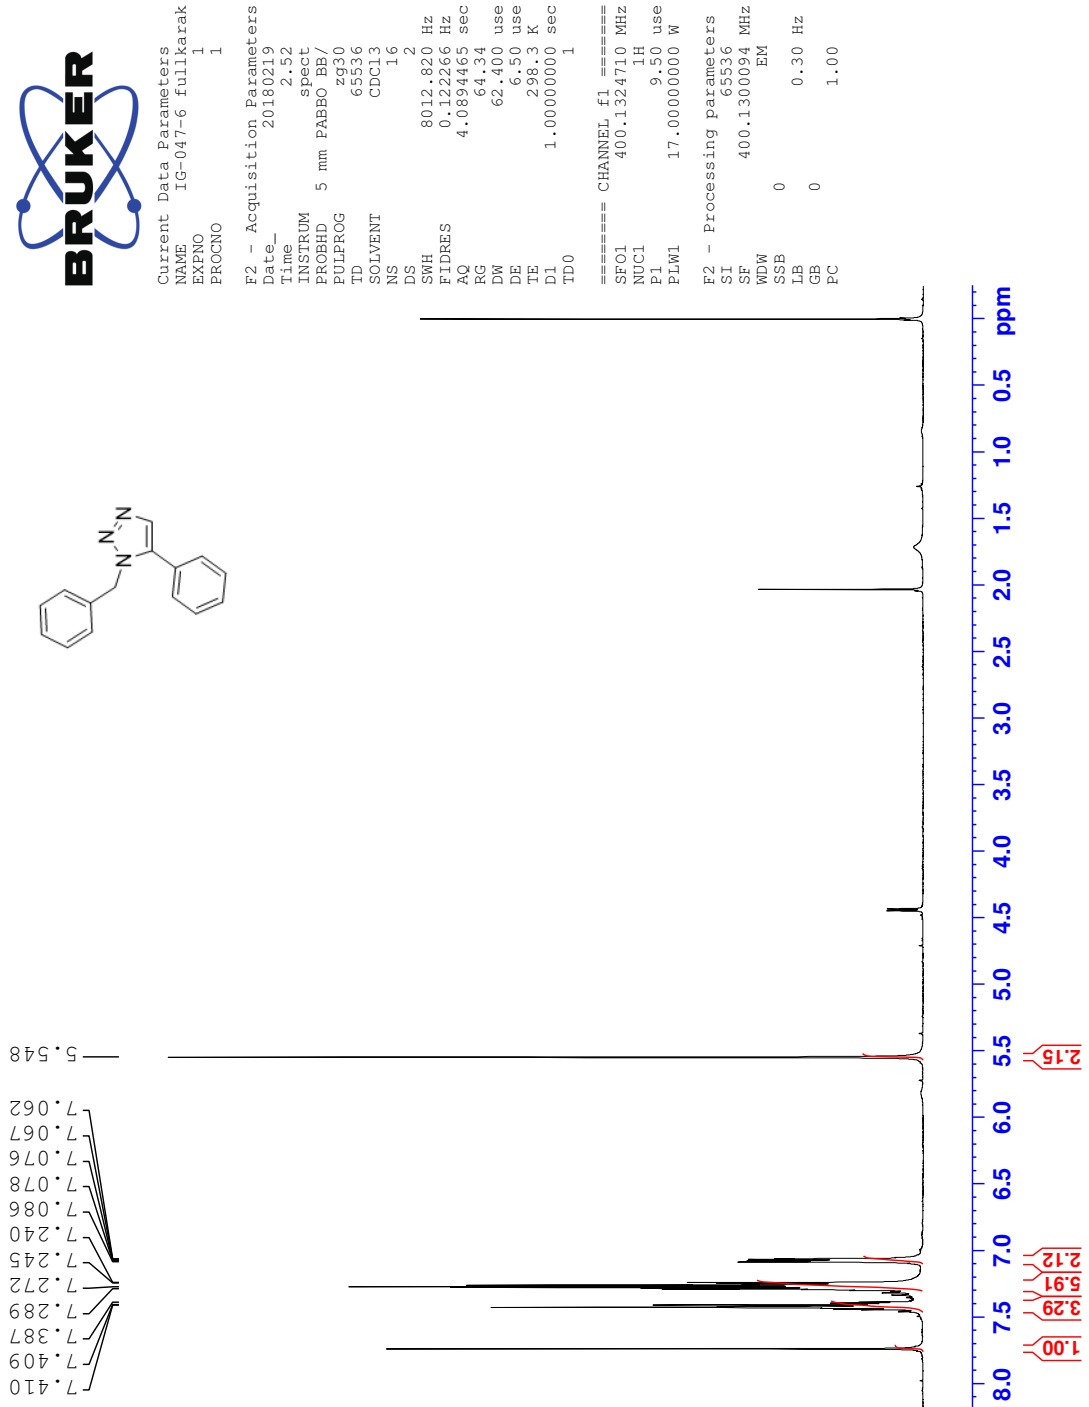 BRUKER
Current Data Parameters
NAME IG-047-6 fullkarak
EXPNO 1
PROCNO 1
F2 - Acquisition Parameters
Date_ 20180219
Time 2.52
INSTRUM spect
PROBHD 5 mm PABBO BB/
PULPROG zg30
TD 65536
SOLVENT CDCl3
NS 16
DS 2
SWH 8012.820 Hz
FIDRES 0.122266 Hz
AQ 4.0894465 sec
RG 64.34
DW 62.400 use
DE 6.50 use
TE 298.3 K
D1 1.00000000 sec
TD0 1
======== CHANNEL f1 ========
SFO1 400.1324710 MHz
NUC1 1H
P1 9.50 use
PLW1 17.00000000 W
F2 - Processing parameters
SI 65536
SF 400.1300094 MHz
WDW EM
SSB 0
LB 0.30 Hz
GB 0
PC 1.00
N
N
N
7.410
7.409
7.387
7.289
7.272
7.245
7.240
7.086
7.078
7.076
7.067
7.062
5.548
8.0 7.5 7.0 6.5 6.0 5.5 5.0 4.5 4.0 3.5 3.0 2.5 2.0 1.5 1.0 0.5 ppm
1.00
3.29
5.91
2.12
2.15